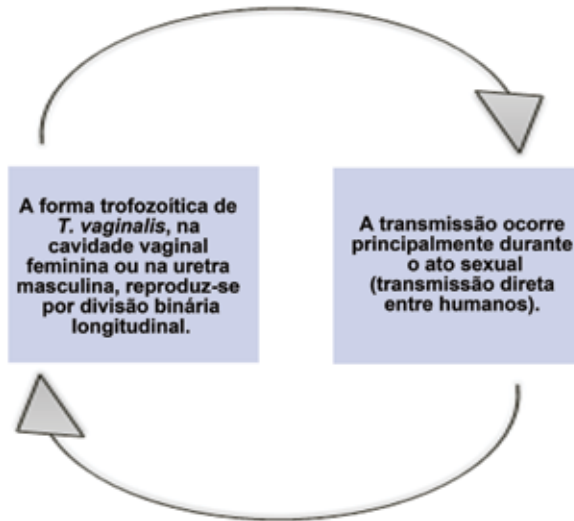 A forma trofozoítica de
T. vaginalis, na
cavidade vaginal
feminina ou na uretra
masculina, reproduz-se
por divisão binária
longitudinal.
A transmissão ocorre
principalmente durante
o ato sexual
(transmissão direta
entre humanos).